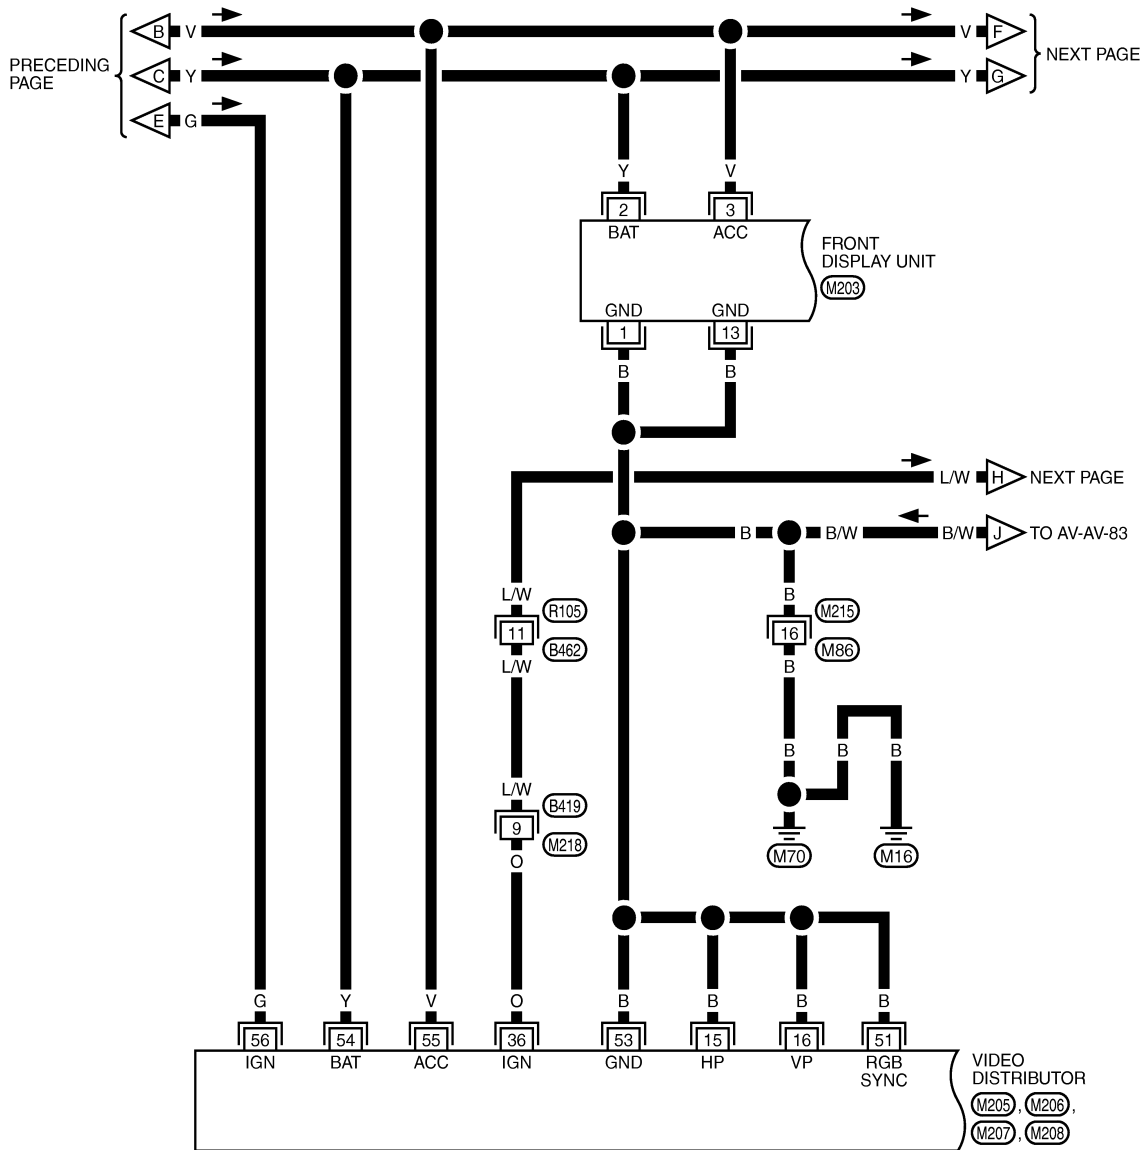 B V V F
PRECEDING
PAGE
C Y Y G
NEXT PAGE
E G
Y V
2 3
BAT ACC
FRONT
DISPLAY UNIT
M203
GND GND
1 13
B B
L/W H NEXT PAGE
B B/W B/W J TO AV-AV-83
L/W B
R105 M215
11 16
B462 M86
L/W B
B B B
L/W
B419
9
M218
O
M70 M16
G Y V O B B B B
56 54 55 36 53 15 16 51
IGN BAT ACC IGN GND HP VP RGB
SYNC
VIDEO
DISTRIBUTOR
M205 , M206 ,
M207 , M208